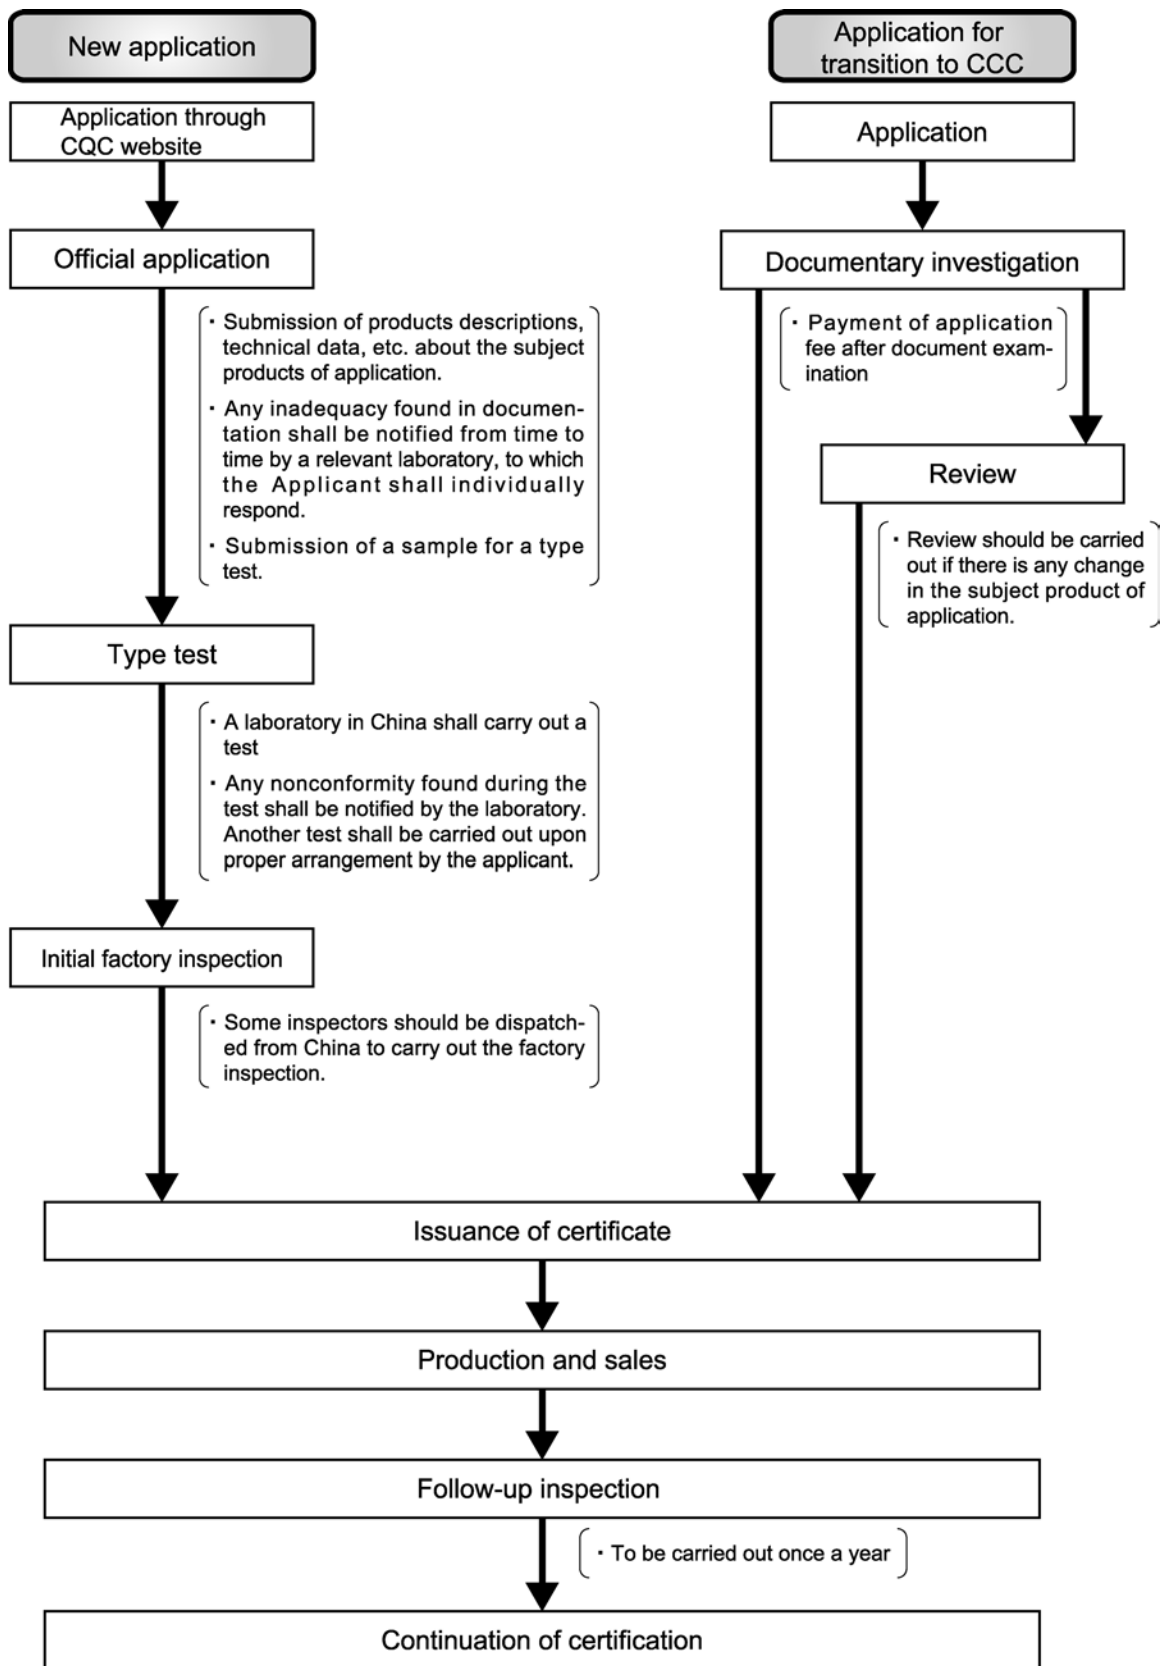 New application
Application through
CQC website
Official application
· Submission of products descriptions,
technical data, etc. about the subject
products of application.
· Any inadequacy found in documen-
tation shall be notified from time to
time by a relevant laboratory, to which
the Applicant shall individually
respond.
· Submission of a sample for a type
test.
Type test
· A laboratory in China shall carry out a
test
· Any nonconformity found during the
test shall be notified by the laboratory.
Another test shall be carried out upon
proper arrangement by the applicant.
Initial factory inspection
· Some inspectors should be dispatch-
ed from China to carry out the factory
inspection.
Application for
transition to CCC
Application
Documentary investigation
· Payment of application
fee after document exam-
ination
Review
· Review should be carried
out if there is any change
in the subject product of
application.
Issuance of certificate
Production and sales
Follow-up inspection
· To be carried out once a year
Continuation of certification